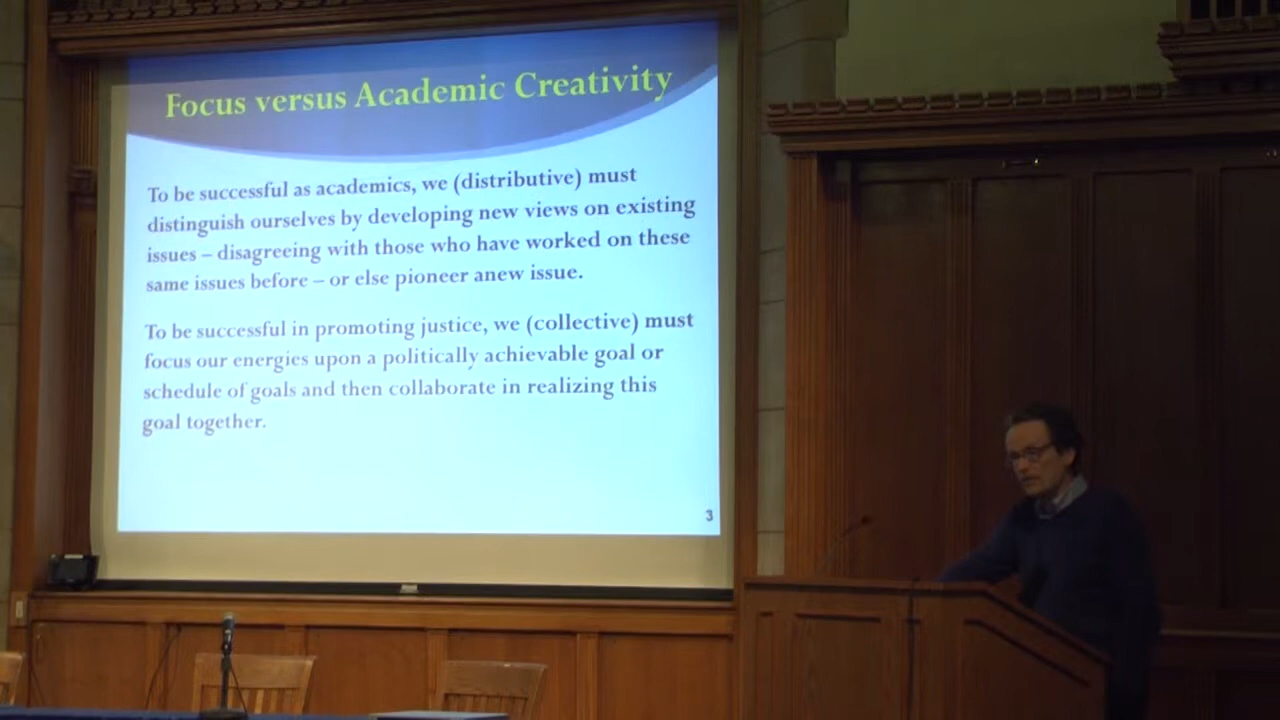 Focus versus Academic Creativity
To be successful as academics, we (distributive) must
distinguish ourselves by developing new views on existing
issues – disagreeing with those who have worked on these
same issues before – or else pioneer anew issue.
To be successful in promoting justice, we (collective) must
focus our energies upon a politically achievable goal or
schedule of goals and then collaborate in realizing this
goal together.
3